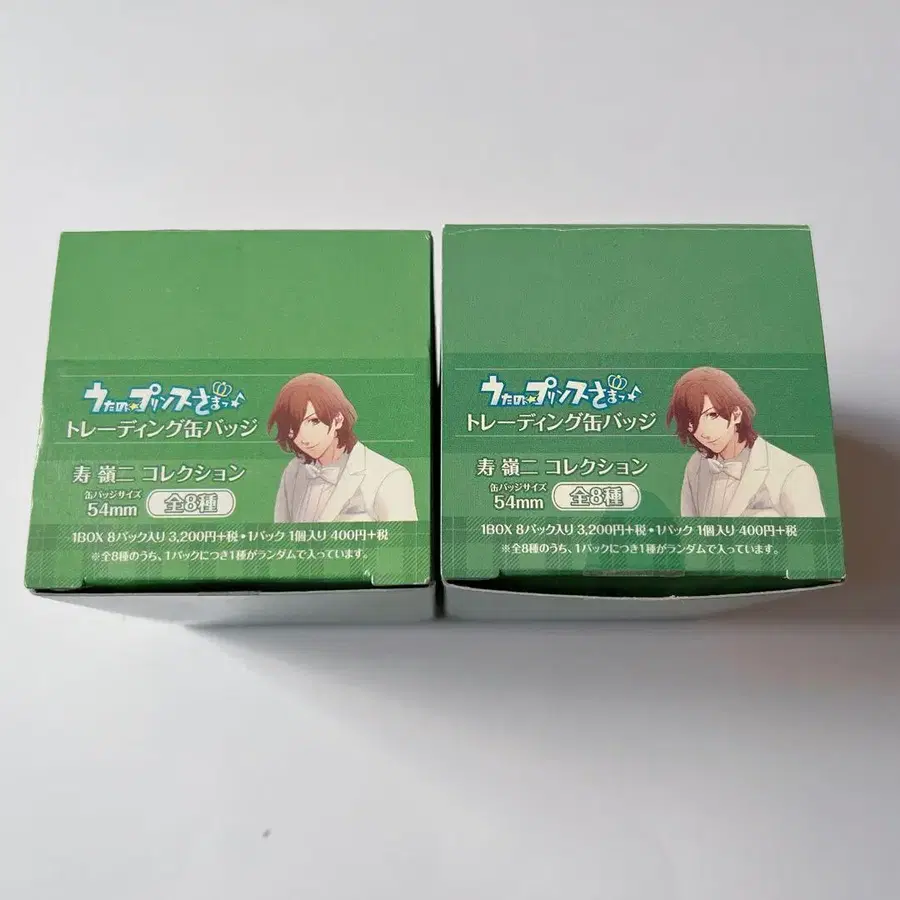 うたの☆プリンスさまっ♪
トレーディング缶バッジ
寿 嶺二 コレクション
缶バッジサイズ
54mm
全8種
1BOX 8パック入り 3,200円+税・1パック 1個入り 400円+税
※全8種のうち、1パックにつき1種がランダムで入っています。
うたの☆プリンスさまっ♪
トレーディング缶バッジ
寿 嶺二 コレクション
缶バッジサイズ
54mm
全8種
1BOX 8パック入り 3,200円+税・1パック 1個入り 400円+税
※全8種のうち、1パックにつき1種がランダムで入っています。